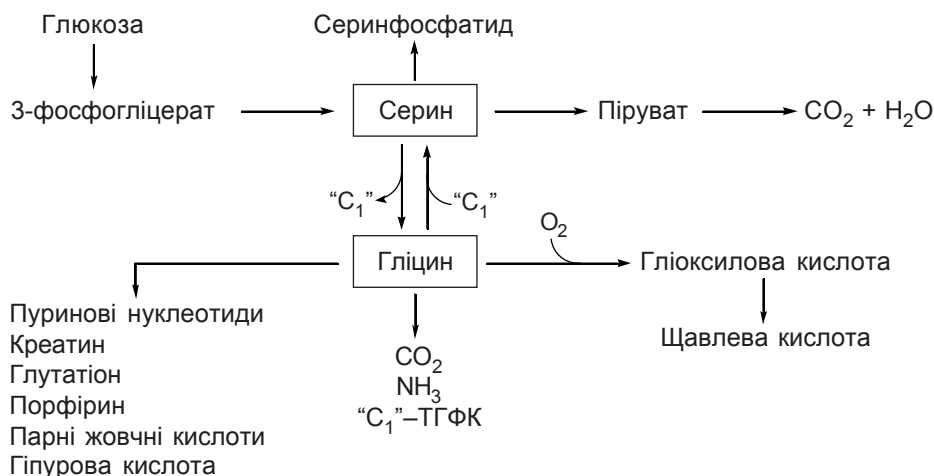 Глюкоза Серинфосфатид
3-фосфогліцерат Серин Піруват CO2 + H2O
“C1” “C1”
O2
Гліцин Гліоксилова кислота
Пуринові нуклеотиди
Щавлева кислота
Креатин CO2
Глутатіон NH3
Порфірин “C1”–ТГФК
Парні жовчні кислоти
Гіпурова кислота